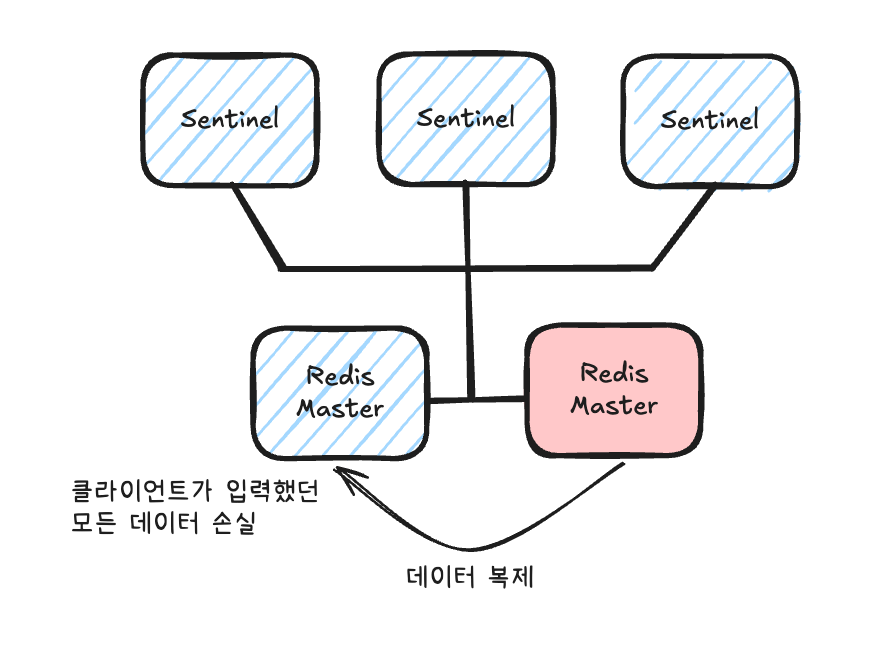 Sentinel
Sentinel
Sentinel
Redis
Master
Redis
Master
클라이언트가 입력했던
모든 데이터 손실
데이터 복제